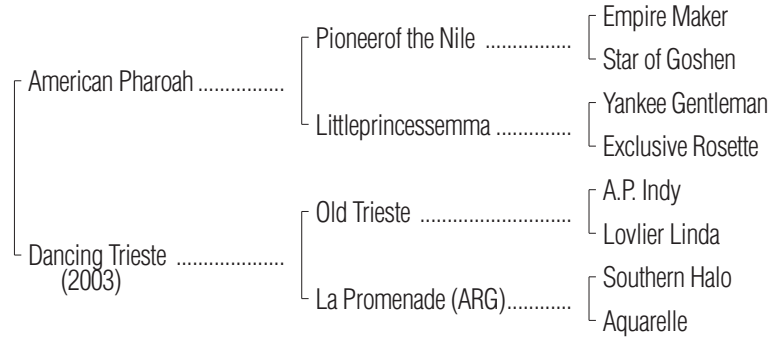 Empire Maker
Pioneerof the Nile ................
Star of Goshen
American Pharoah ................
Yankee Gentleman
Littleprincessemma ..............
Exclusive Rosette
A.P. Indy
Old Trieste ............................
Lovlier Linda
Dancing Trieste ....................
(2003)
Southern Halo
La Promenade (ARG)............
Aquarelle